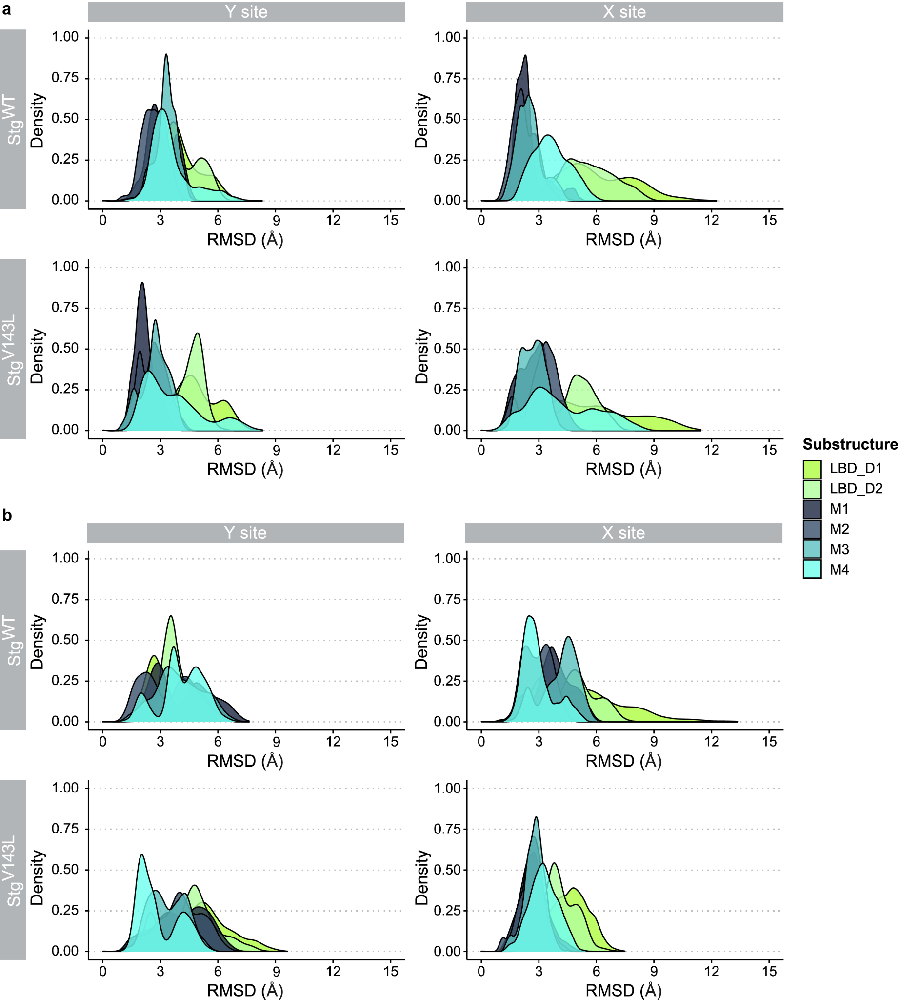 a
Y site
X site
StgWT
Density
1.00
0.75
0.50
0.25
0.00
0 3 6 9 12 15
RMSD (Å)
Density
1.00
0.75
0.50
0.25
0.00
0 3 6 9 12 15
RMSD (Å)
StgV143L
Density
1.00
0.75
0.50
0.25
0.00
0 3 6 9 12 15
RMSD (Å)
Density
1.00
0.75
0.50
0.25
0.00
0 3 6 9 12 15
RMSD (Å)
Substructure
LBD_D1
LBD_D2
M1
M2
M3
M4
b
Y site
X site
StgWT
Density
1.00
0.75
0.50
0.25
0.00
0 3 6 9 12 15
RMSD (Å)
Density
1.00
0.75
0.50
0.25
0.00
0 3 6 9 12 15
RMSD (Å)
StgV143L
Density
1.00
0.75
0.50
0.25
0.00
0 3 6 9 12 15
RMSD (Å)
Density
1.00
0.75
0.50
0.25
0.00
0 3 6 9 12 15
RMSD (Å)